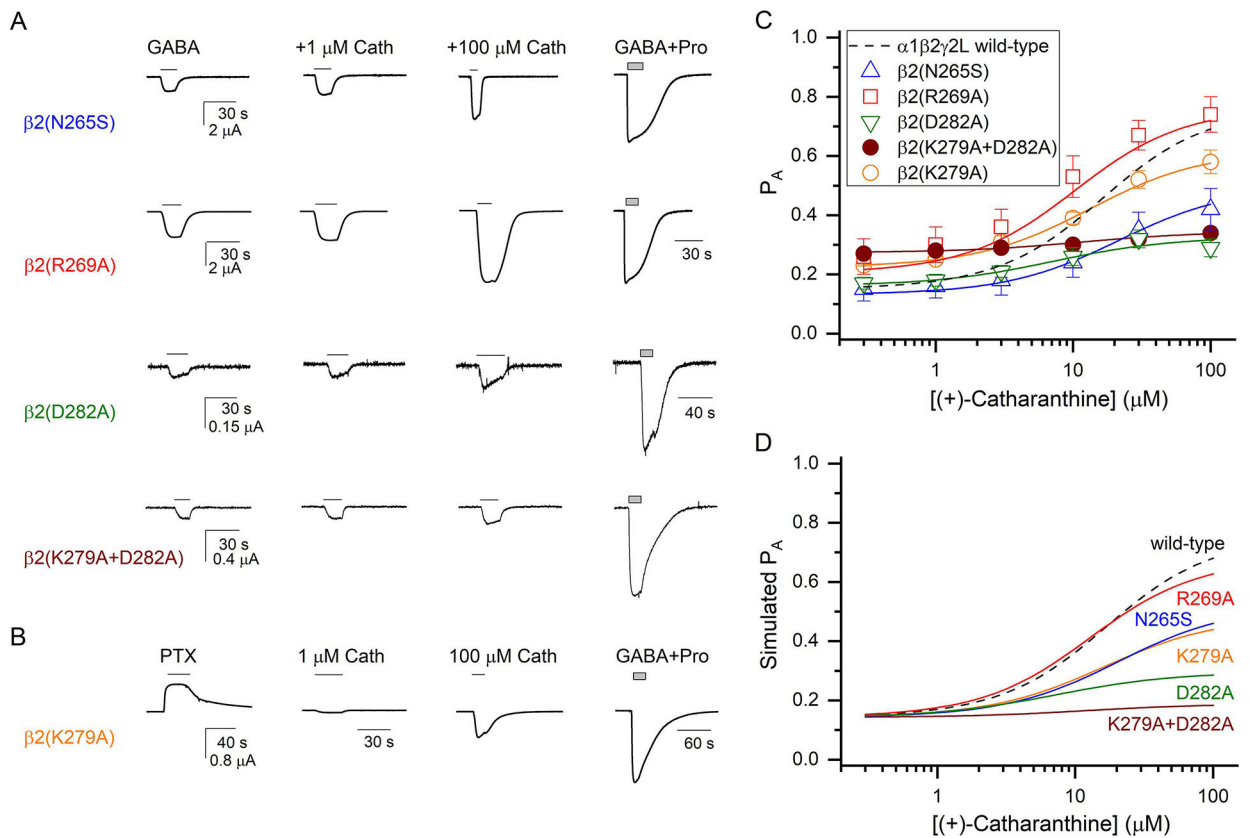 A
GABA
+1 μM Cath
+100 μM Cath
GABA+Pro
β2(N265S)
30 s
2 μA
β2(R269A)
30 s
2 μA
30 s
β2(D282A)
30 s
0.15 μA
40 s
β2(K279A+D282A)
30 s
0.4 μA
B
PTX
1 μM Cath
100 μM Cath
GABA+Pro
β2(K279A)
40 s
0.8 μA
30 s
60 s
C
α1β2γ2L wild-type
β2(N265S)
β2(R269A)
β2(D282A)
β2(K279A+D282A)
β2(K279A)
1.0
0.8
0.6
0.4
0.2
0.0
P_A
1
10
100
[(+)-Catharanthine] (μM)
D
1.0
0.8
0.6
0.4
0.2
0.0
Simulated P_A
wild-type
R269A
N265S
K279A
D282A
K279A+D282A
1
10
100
[(+)-Catharanthine] (μM)